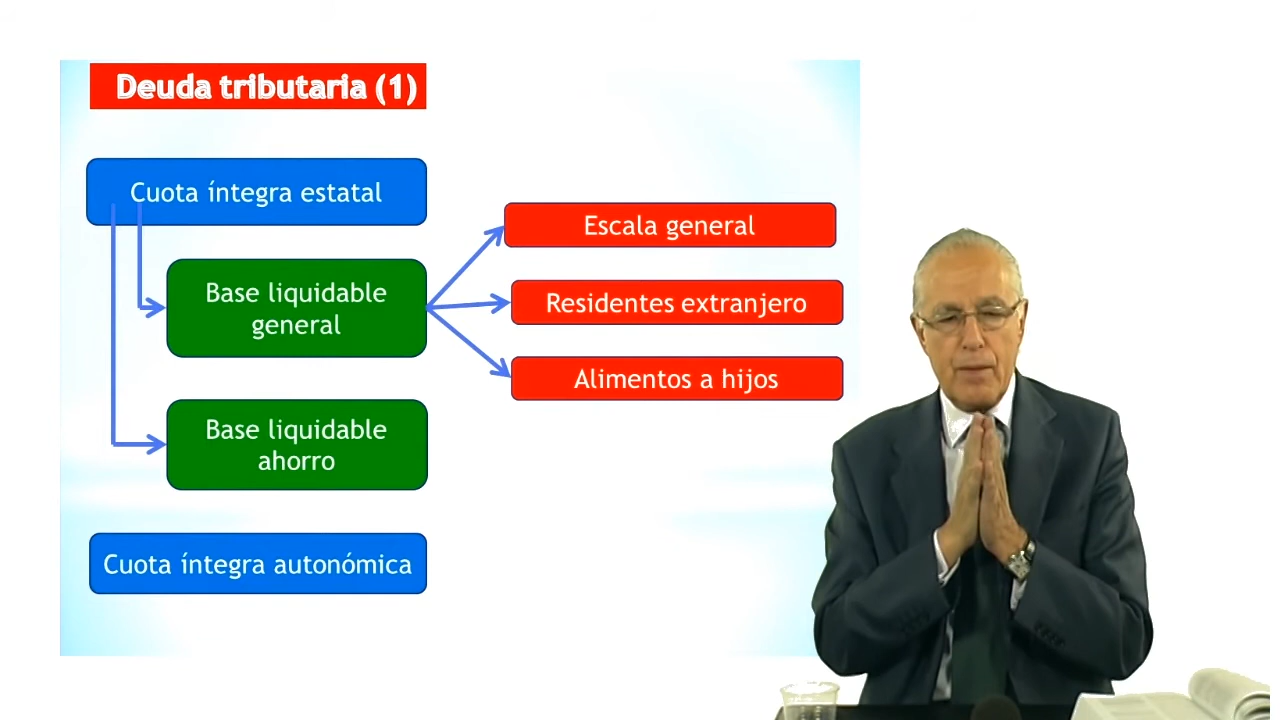 Deuda tributaria (1)
Cuota íntegra estatal
Base liquidable
general
Base liquidable
ahorro
Cuota íntegra autonómica
Escala general
Residentes extranjero
Alimentos a hijos